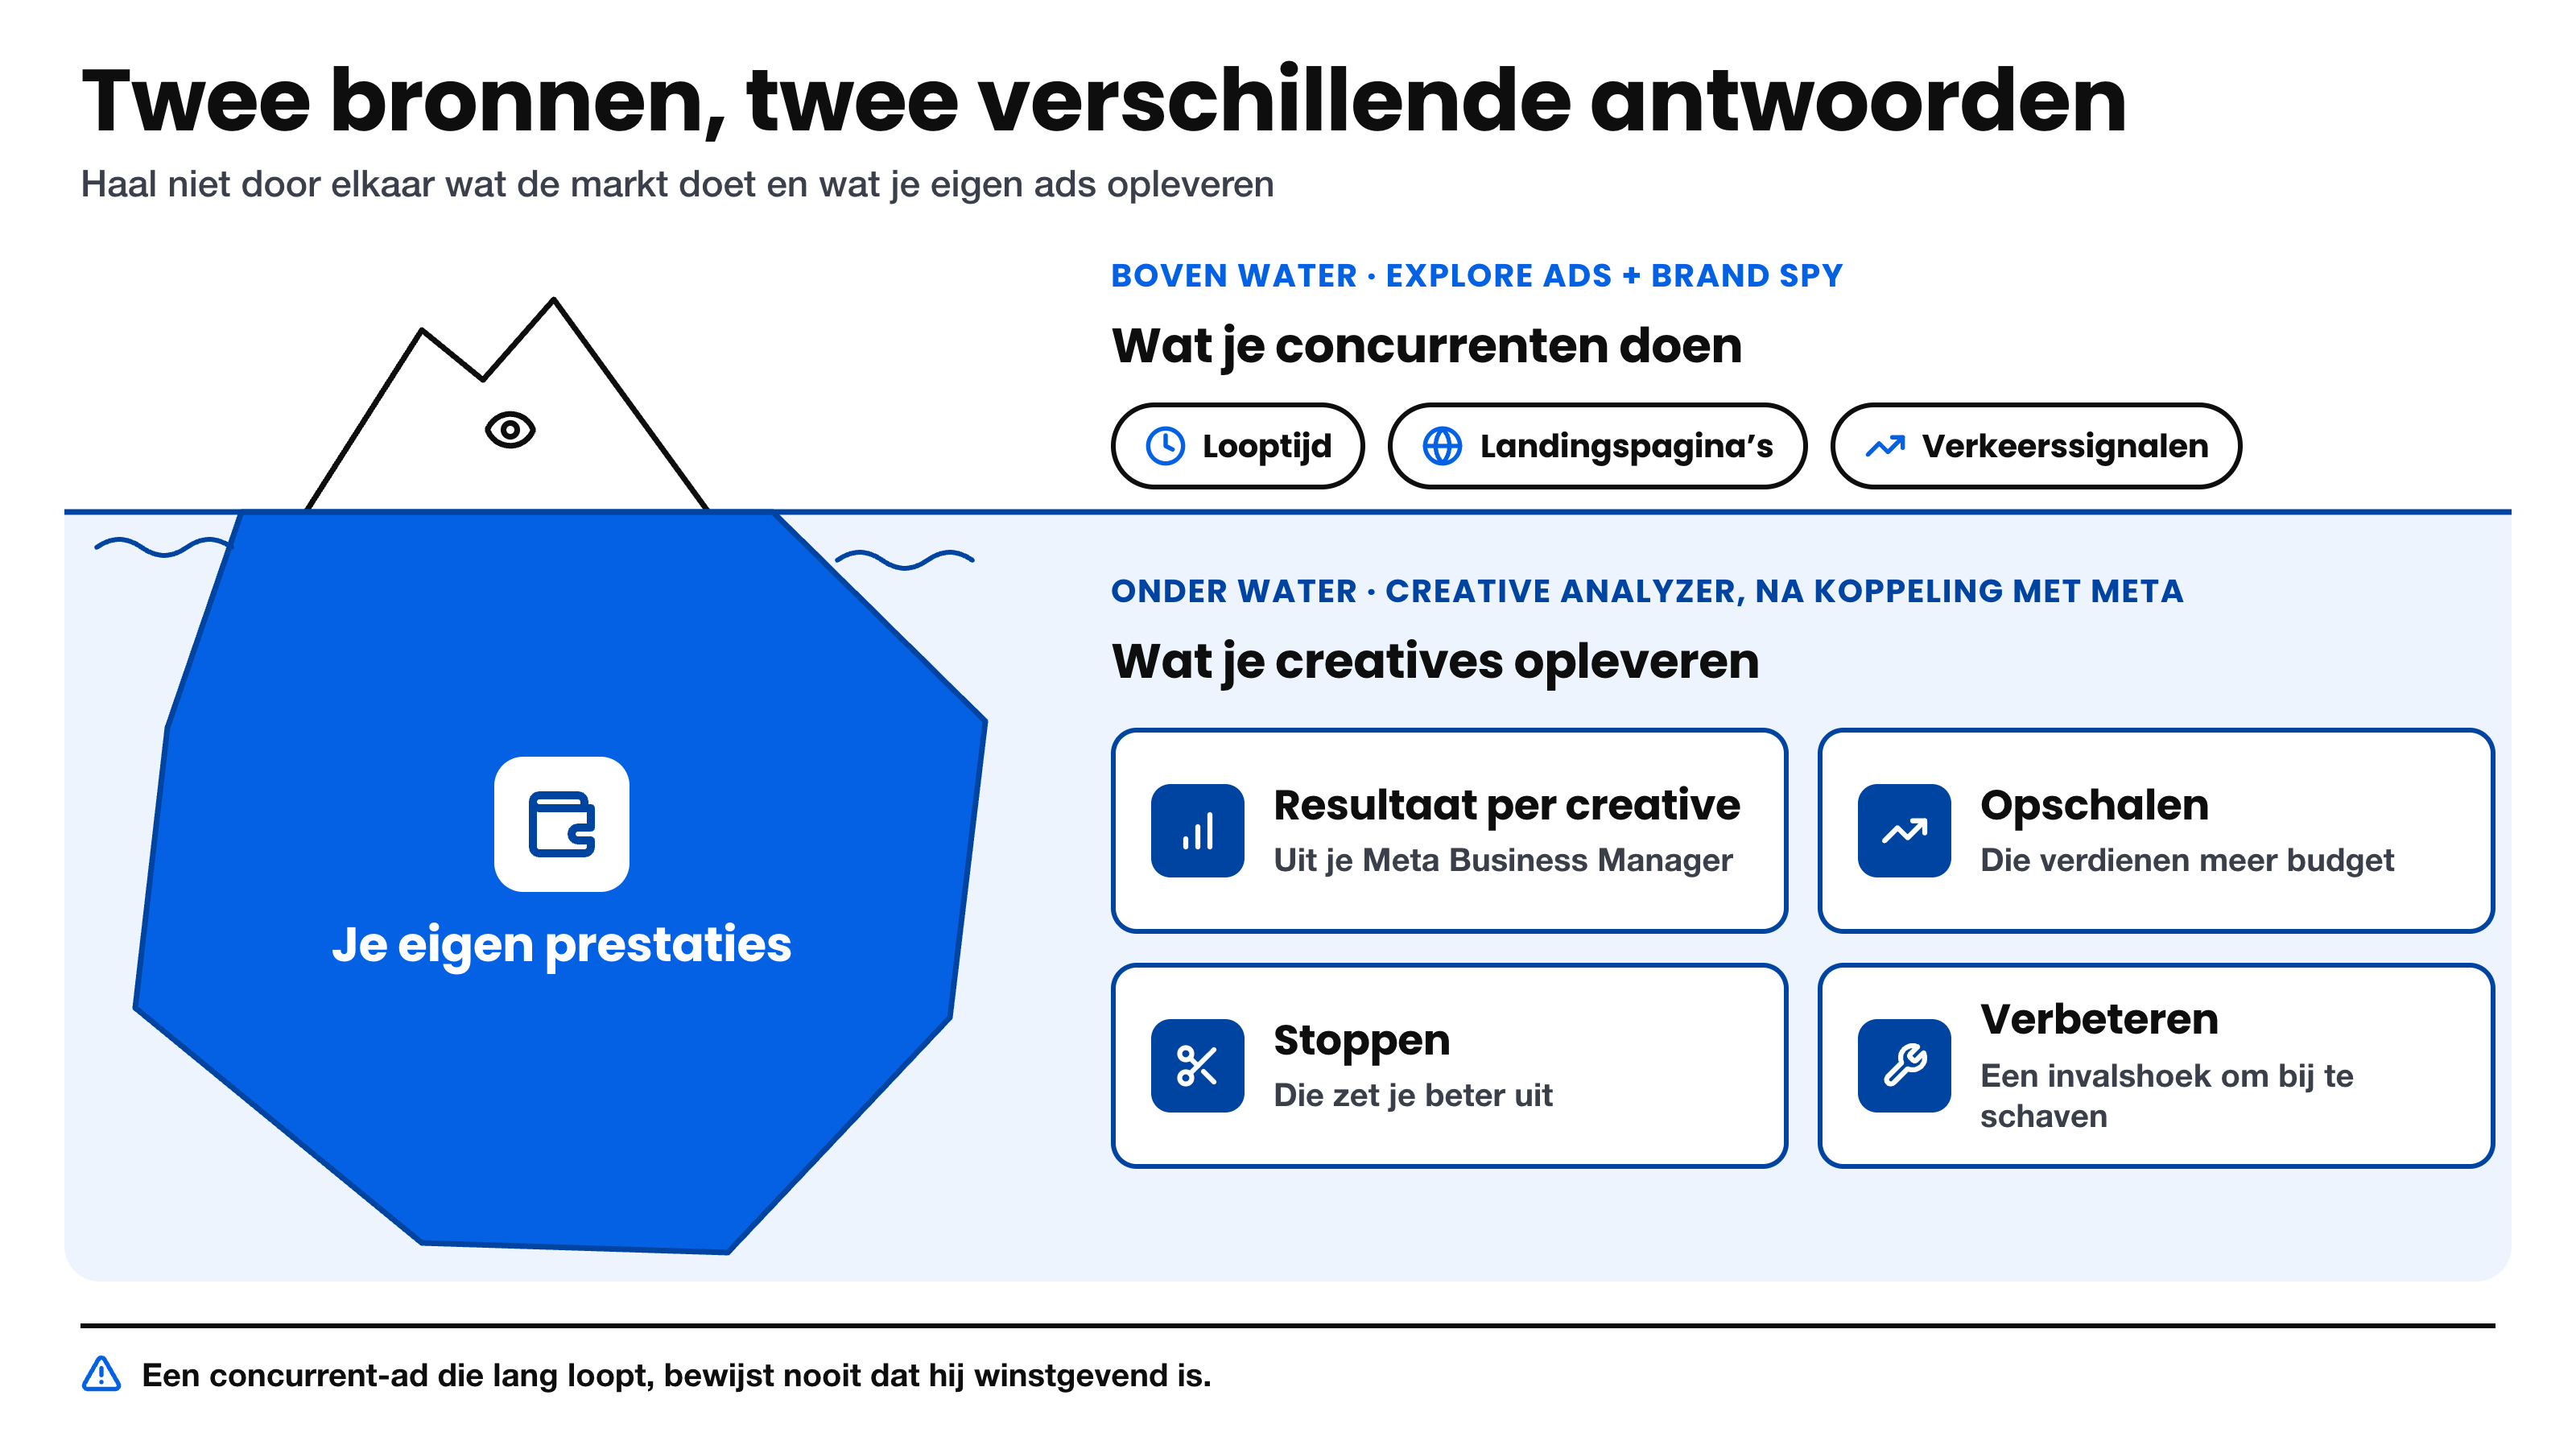 Twee bronnen, twee verschillende antwoorden
Haal niet door elkaar wat de markt doet en wat je eigen ads opleveren
BOVEN WATER · EXPLORE ADS + BRAND SPY
Wat je concurrenten doen
Looptijd
Landingspagina’s
Verkeerssignalen
ONDER WATER · CREATIVE ANALYZER, NA KOPPELING MET META
Wat je creatives opleveren
Je eigen prestaties
Resultaat per creative
Uit je Meta Business Manager
Opschalen
Die verdienen meer budget
Stoppen
Die zet je beter uit
Verbeteren
Een invalshoek om bij te
schaven
Een concurrent-ad die lang loopt, bewijst nooit dat hij winstgevend is.